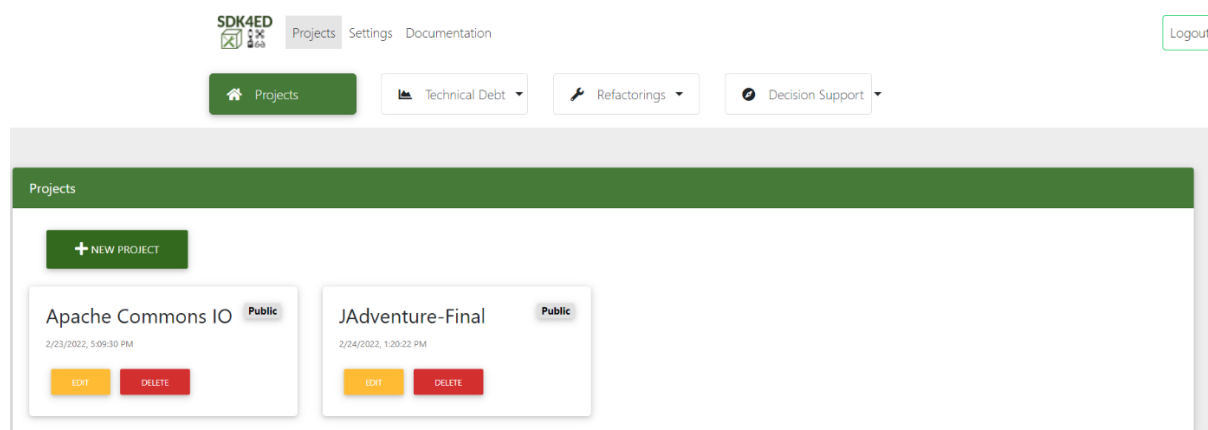 SDK4ED
Projects Settings Documentation
Logout
Projects Technical Debt Refactorings Decision Support
Projects
NEW PROJECT
Apache Commons IO Public
2/23/2022, 5:09:30 PM
EDIT DELETE
JAdventure-Final Public
2/24/2022, 1:20:22 PM
EDIT DELETE